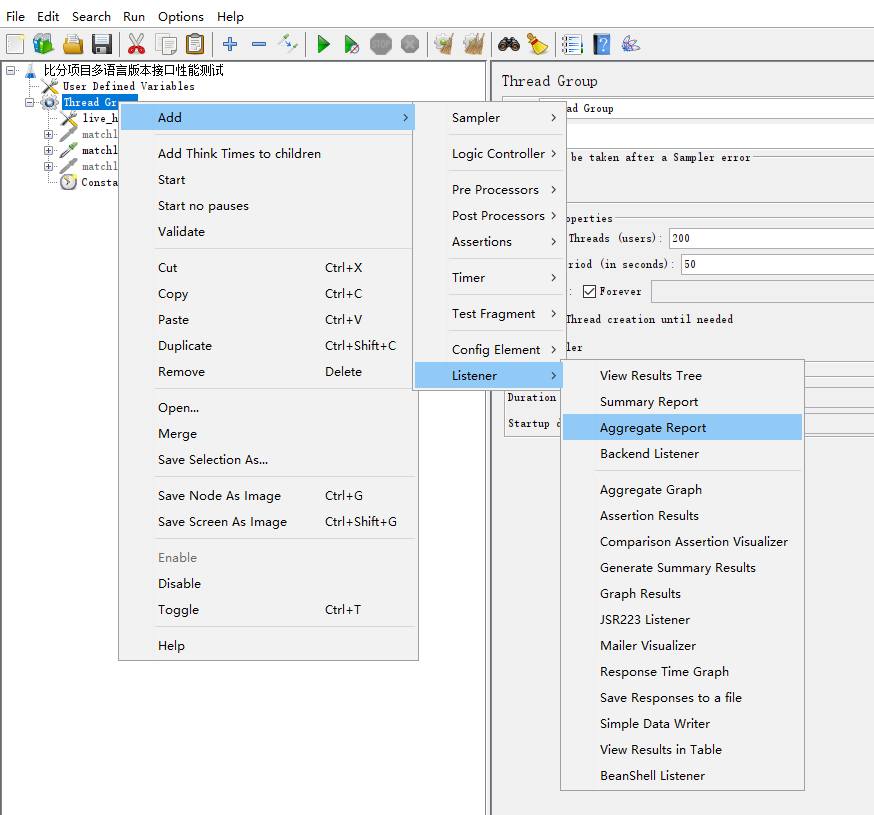 File Edit Search Run Options Help
比分项目多语言版本接口性能测试
User Defined Variables
Thread Gr
live_h
matchl
matchl
matchl
Consta
Add
Add Think Times to children
Start
Start no pauses
Validate
Cut Ctrl+X
Copy Ctrl+C
Paste Ctrl+V
Duplicate Ctrl+Shift+C
Remove Delete
Open...
Merge
Save Selection As...
Save Node As Image Ctrl+G
Save Screen As Image Ctrl+Shift+G
Enable
Disable
Toggle Ctrl+T
Help
Sampler
Logic Controller
Pre Processors
Post Processors
Assertions
Timer
Test Fragment
Config Element
Listener
View Results Tree
Summary Report
Aggregate Report
Backend Listener
Aggregate Graph
Assertion Results
Comparison Assertion Visualizer
Generate Summary Results
Graph Results
JSR223 Listener
Mailer Visualizer
Response Time Graph
Save Responses to a file
Simple Data Writer
View Results in Table
BeanShell Listener
Thread Group
ad Group
be taken after a Sampler error
operties
Threads (users): 200
riod (in seconds): 50
: Forever
Thread creation until needed
ler
Duration
Startup d
STOP